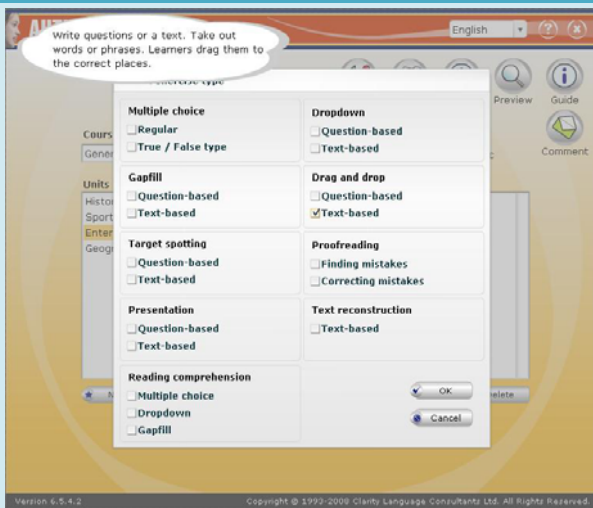 Write questions or a text. Take out
words or phrases. Learners drag them to
the correct places.
English
Preview
Guide
Comment
Multiple choice
Regular
True / False type
Dropdown
Question-based
Text-based
Gapfill
Question-based
Text-based
Drag and drop
Question-based
Text-based
Target spotting
Question-based
Text-based
Proofreading
Finding mistakes
Correcting mistakes
Presentation
Question-based
Text-based
Text reconstruction
Text-based
Reading comprehension
Multiple choice
Dropdown
Gapfill
OK
Cancel
Cours
Gener
Units
Histo
Sport
Enter
Geogr
elete
Version 6.5.4.2
Copyright © 1993-2008 Clarity Language Consultants Ltd. All Rights Reserved.